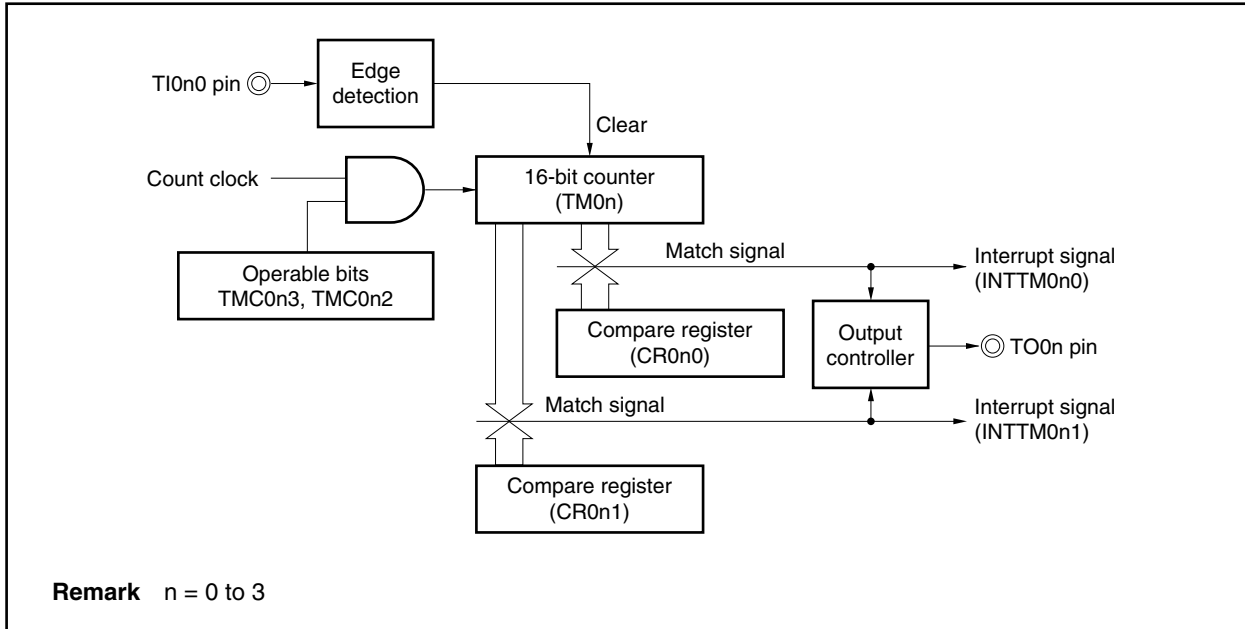 TI0n0 pin
Edge
detection
Clear
Count clock
16-bit counter
(TM0n)
Operable bits
TMC0n3, TMC0n2
Match signal
Interrupt signal
(INTTM0n0)
Compare register
(CR0n0)
Output
controller
TO0n pin
Match signal
Interrupt signal
(INTTM0n1)
Compare register
(CR0n1)
Remark n = 0 to 3